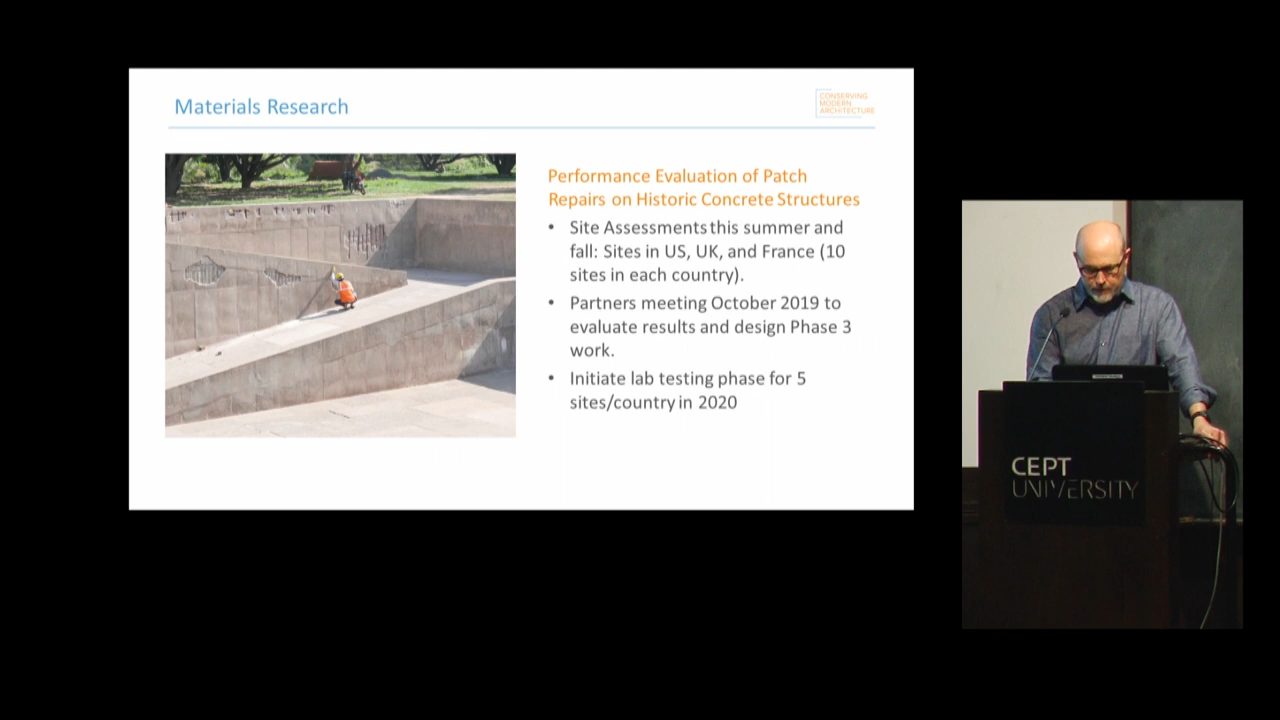 Materials Research
CONSERVING
MODERN
ARCHITECTURE
Performance Evaluation of Patch
Repairs on Historic Concrete Structures
• Site Assessments this summer and
fall: Sites in US, UK, and France (10
sites in each country).
• Partners meeting October 2019 to
evaluate results and design Phase 3
work.
• Initiate lab testing phase for 5
sites/country in 2020
CEPT
UNIVERSITY